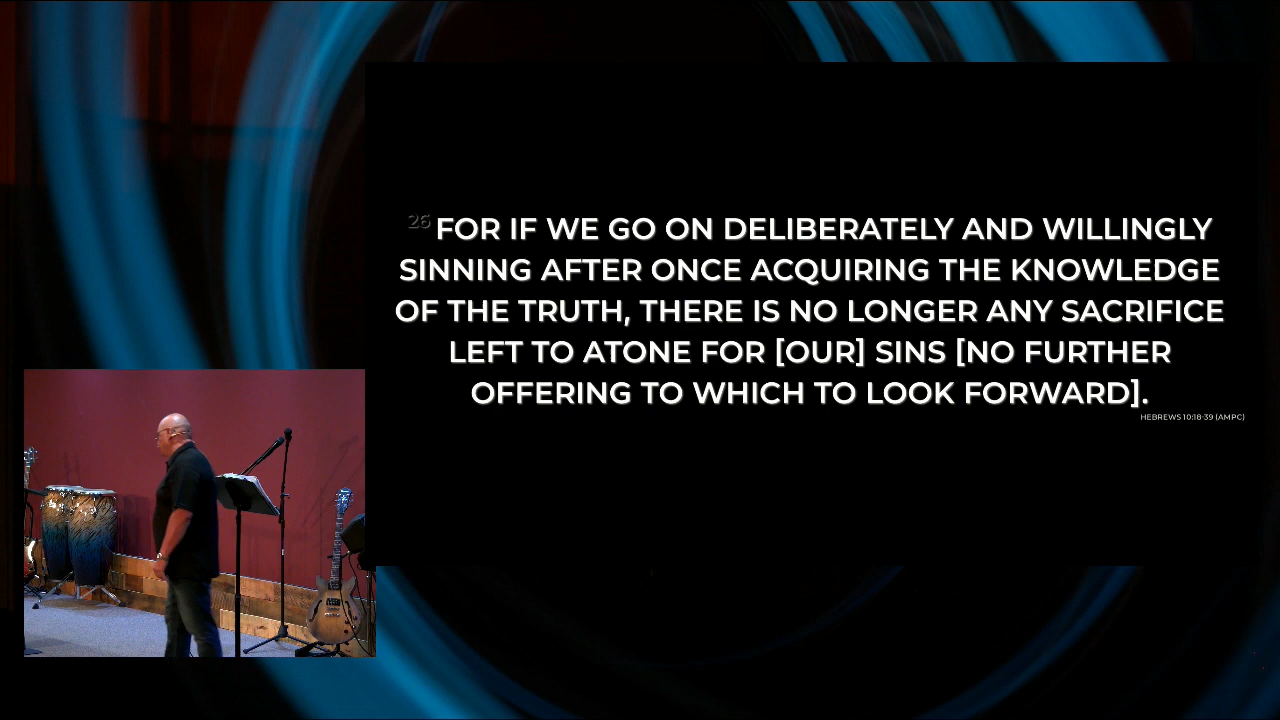 26 FOR IF WE GO ON DELIBERATELY AND WILLINGLY
SINNING AFTER ONCE ACQUIRING THE KNOWLEDGE
OF THE TRUTH, THERE IS NO LONGER ANY SACRIFICE
LEFT TO ATONE FOR [OUR] SINS [NO FURTHER
OFFERING TO WHICH TO LOOK FORWARD].
HEBREWS 10:18-39 (AMPC)